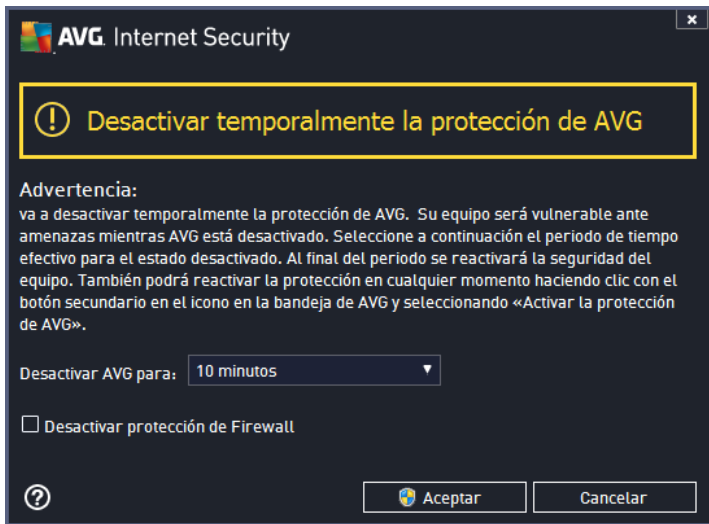 AVG. Internet Security
Desactivar temporalmente la protección de AVG
Advertencia:
va a desactivar temporalmente la protección de AVG. Su equipo será vulnerable ante
amenazas mientras AVG está desactivado. Seleccione a continuación el periodo de tiempo
efectivo para el estado desactivado. Al final del periodo se reactivará la seguridad del
equipo. También podrá reactivar la protección en cualquier momento haciendo clic con el
botón secundario en el icono en la bandeja de AVG y seleccionando «Activar la protección
de AVG».
Desactivar AVG para: 10 minutos
Desactivar protección de Firewall
Aceptar Cancelar